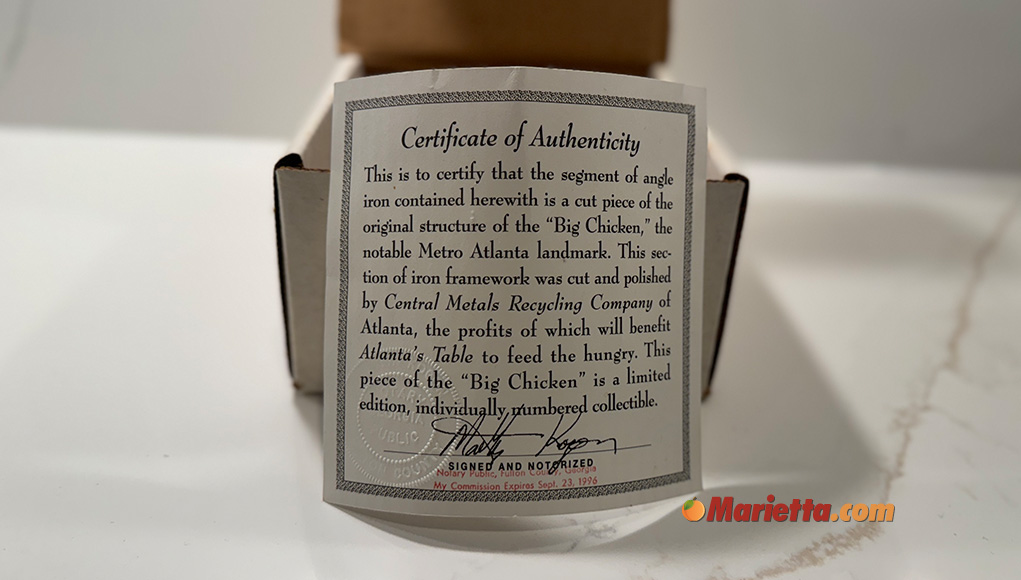 Certificate of Authenticity
This is to certify that the segment of angle
iron contained herewith is a cut piece of the
original structure of the “Big Chicken,” the
notable Metro Atlanta landmark. This sec-
tion of iron framework was cut and polished
by Central Metals Recycling Company of
Atlanta, the profits of which will benefit
Atlanta's Table to feed the hungry. This
piece of the “Big Chicken” is a limited
edition, individually numbered collectible.
SIGNED AND NOTORIZED
Notary Public, Fulton County, Georgia
My Commission Expires Sept. 23, 1996
PUBLIC
Marietta.com